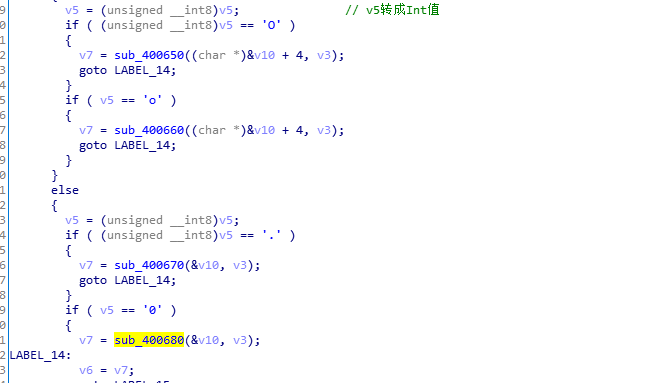 9 v5 = (unsigned __int8)v5; // v5转成Int值
0 if ( (unsigned __int8)v5 == 'O' )
1 {
2 v7 = sub_400650((char *)&v10 + 4, v3);
3 goto LABEL_14;
4 }
5 if ( v5 == 'o' )
6 {
7 v7 = sub_400660((char *)&v10 + 4, v3);
8 goto LABEL_14;
9 }
0 }
1 else
2 {
3 v5 = (unsigned __int8)v5;
4 if ( (unsigned __int8)v5 == '.' )
5 {
6 v7 = sub_400670(&v10, v3);
7 goto LABEL_14;
8 }
9 if ( v5 == '0' )
0 {
1 v7 = sub_400680(&v10, v3);
2 LABEL_14:
3 v6 = v7;